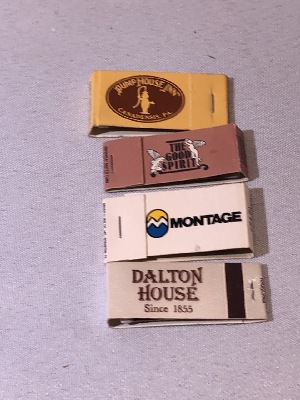 PUMP HOUSE INN
CANADENSIS, PA.
THE
GOOD
SPIRIT
MONTAGE
DALTON
HOUSE
Since 1855